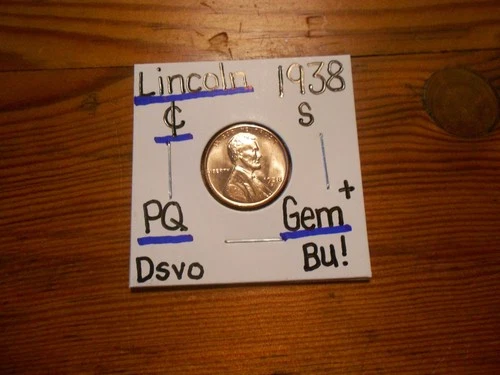 Lincoln 1938
¢ S
PQ Gem+
Dsvo Bu!